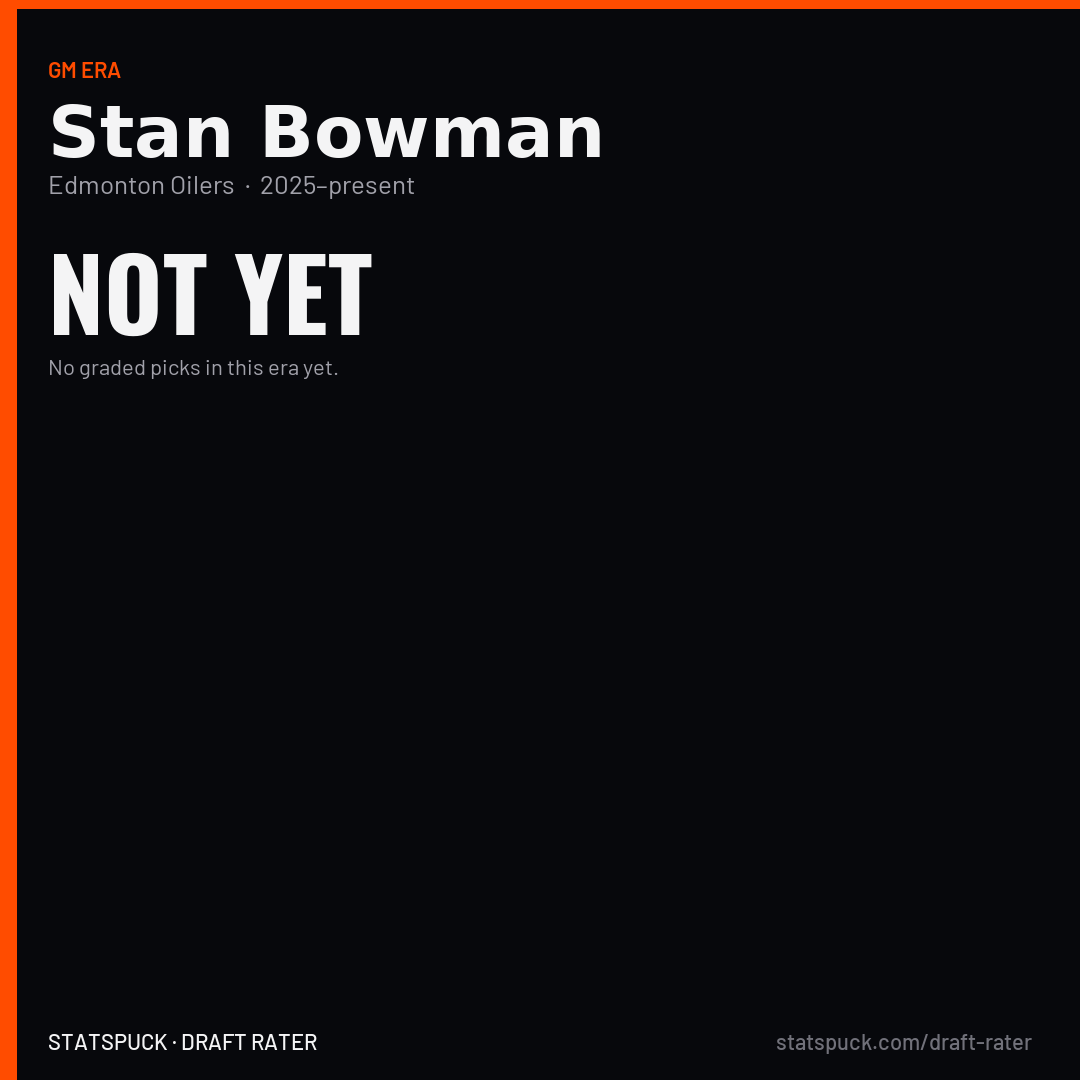 GM ERA
Stan Bowman
Edmonton Oilers · 2025–present
NOT YET
No graded picks in this era yet.
STATSPUCK · DRAFT RATER
statspuck.com/draft-rater